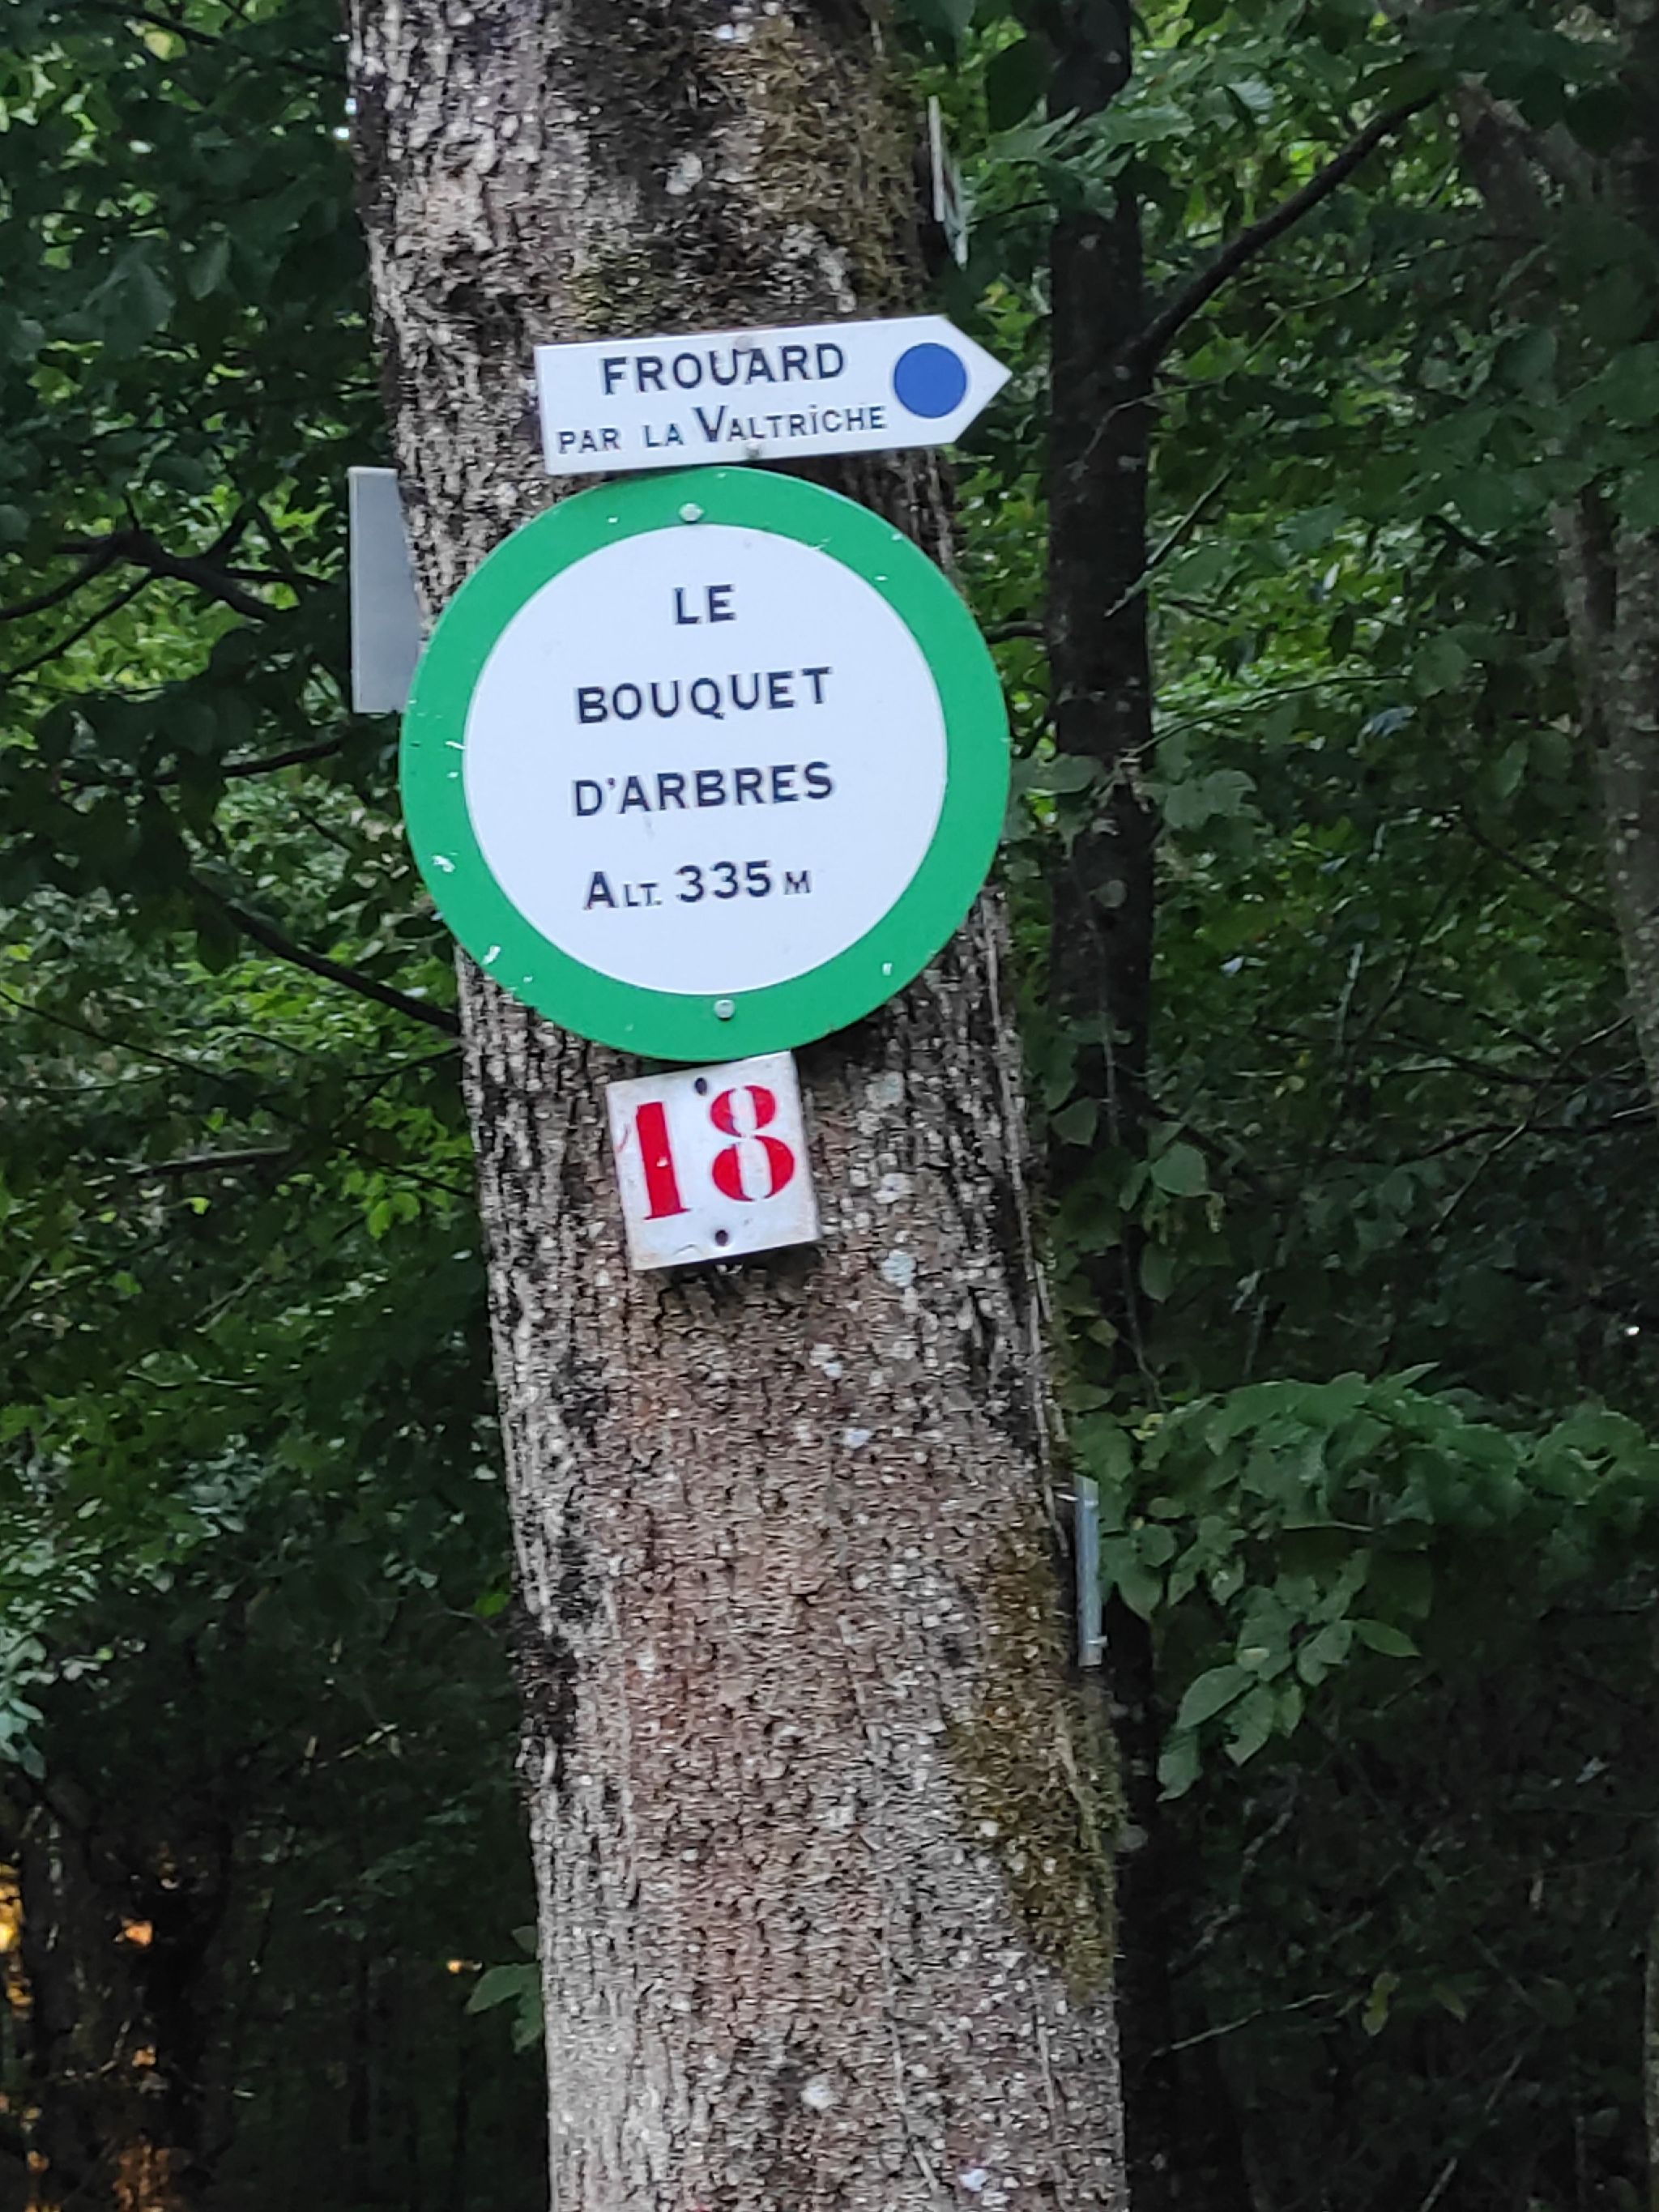 FROUARD
PAR LA VALTRICHE
LE
BOUQUET
D'ARBRES
ALT. 335 M
18